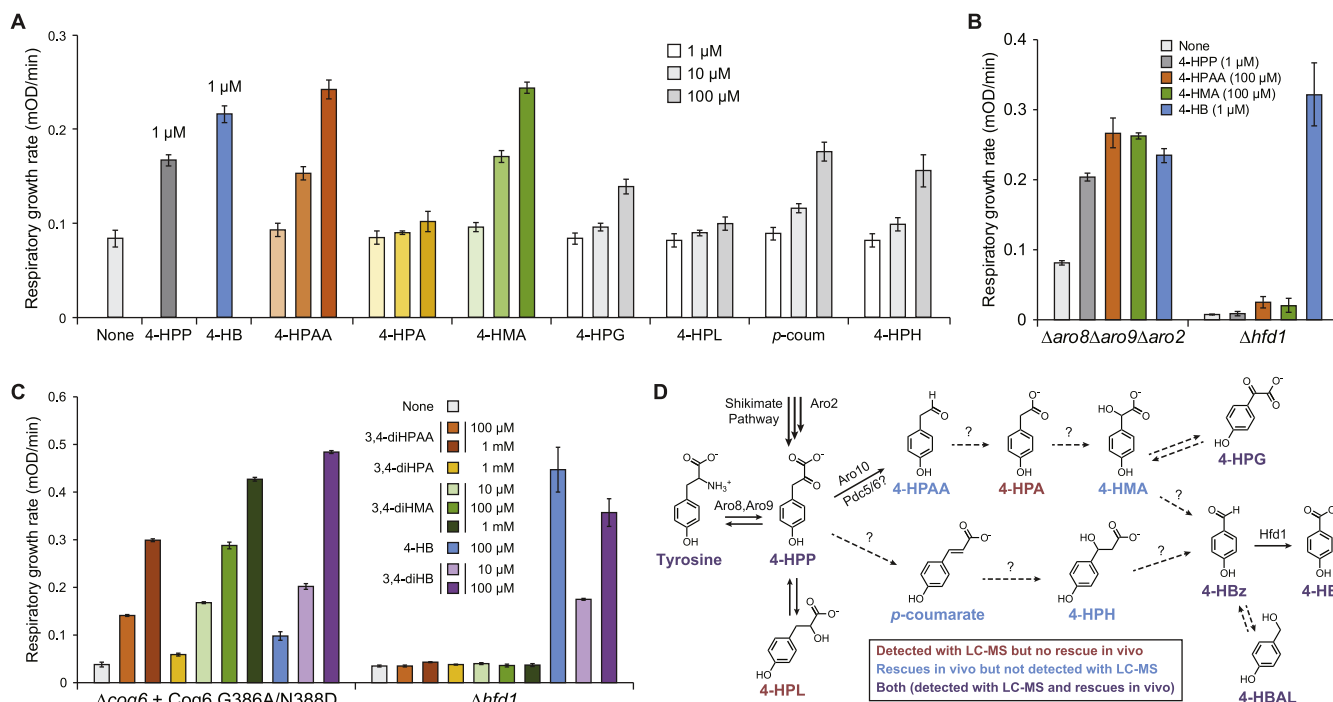 A
Respiratory growth rate (mOD/min)
0.3
0.2
0.1
0
1 µM
1 µM
1 µM
10 µM
100 µM
None
4-HPP
4-HB
4-HPAA
4-HPA
4-HMA
4-HPG
4-HPL
p-coum
4-HPH
B
Respiratory growth rate (mOD/min)
0.4
0.3
0.2
0.1
0
None
4-HPP (1 µM)
4-HPAA (100 µM)
4-HMA (100 µM)
4-HB (1 µM)
Δaro8Δaro9Δaro2
Δhfd1
C
Respiratory growth rate (mOD/min)
0.6
0.5
0.4
0.3
0.2
0.1
0
None
3,4-diHPAA
100 µM
1 mM
3,4-diHPA
1 mM
3,4-diHMA
10 µM
100 µM
1 mM
4-HB
100 µM
3,4-diHB
10 µM
100 µM
Δcoq6 + Coq6 G386A/N388D
Δhfd1
D
Shikimate
Pathway
Aro2
Tyrosine
Aro8,Aro9
4-HPP
Aro10
Pdc5/6?
4-HPAA
?
4-HPA
?
4-HMA
4-HPG
?
?
p-coumarate
?
4-HPH
?
4-HBz
Hfd1
4-HB
4-HBAL
4-HPL
Detected with LC-MS but no rescue in vivo
Rescues in vivo but not detected with LC-MS
Both (detected with LC-MS and rescues in vivo)